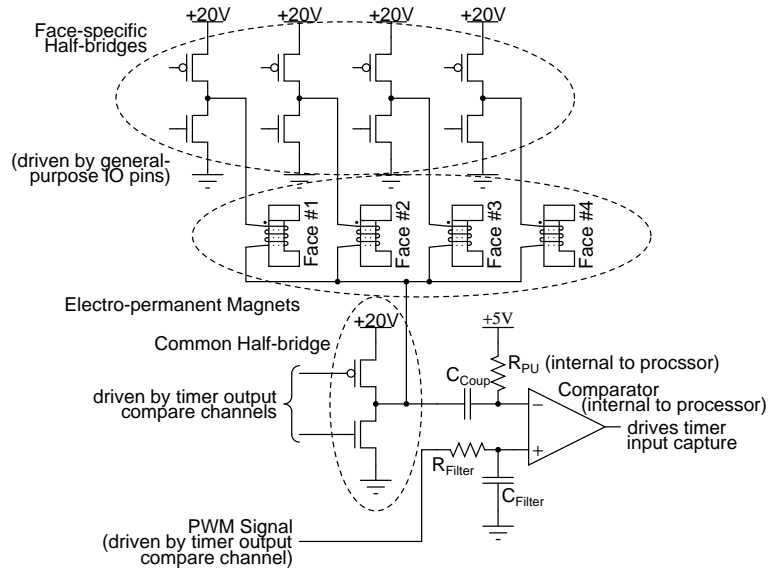 +20V +20V +20V +20V
Face-specific
Half-bridges
(driven by general-
purpose IO pins)
Face #1
Face #2
Face #3
Face #4
Electro-permanent Magnets
+20V
Common Half-bridge
driven by timer output
compare channels
+5V
R_PU (internal to procssor)
C_Coup
Comparator
(internal to processor)
−
+
drives timer
input capture
R_Filter
C_Filter
PWM Signal
(driven by timer output
compare channel)